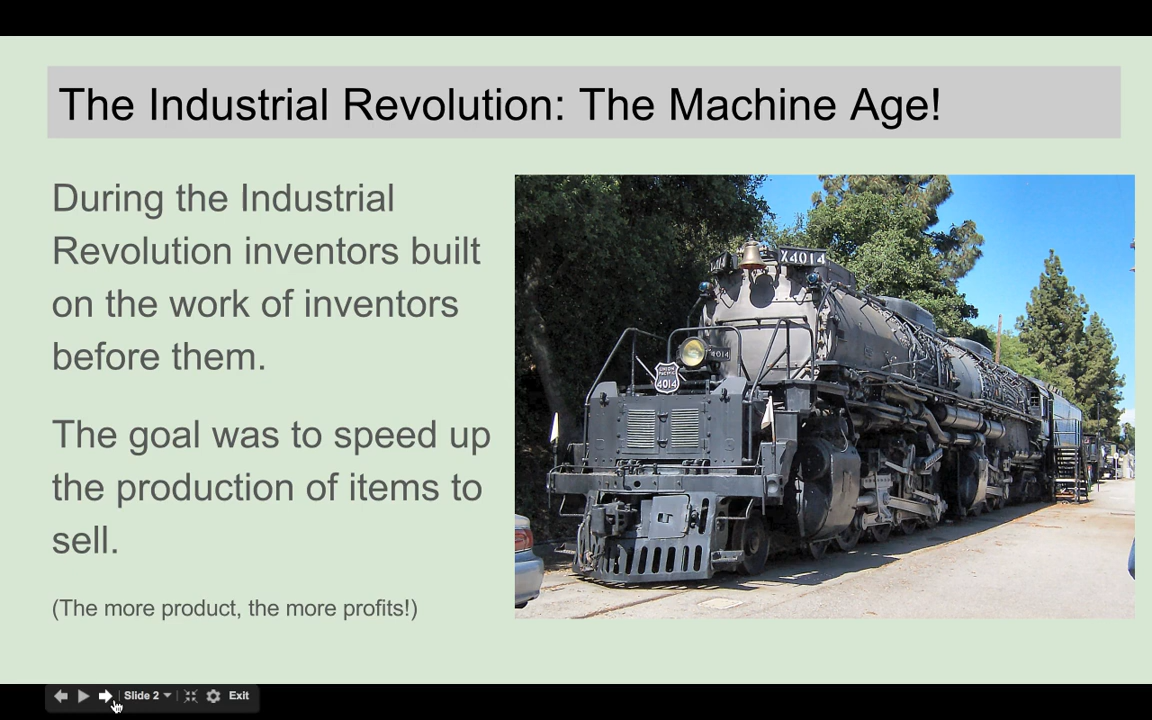 The Industrial Revolution: The Machine Age!
During the Industrial
Revolution inventors built
on the work of inventors
before them.
The goal was to speed up
the production of items to
sell.
(The more product, the more profits!)
X4014
4014
UNION
PACIFIC
4014
Slide 2
Exit